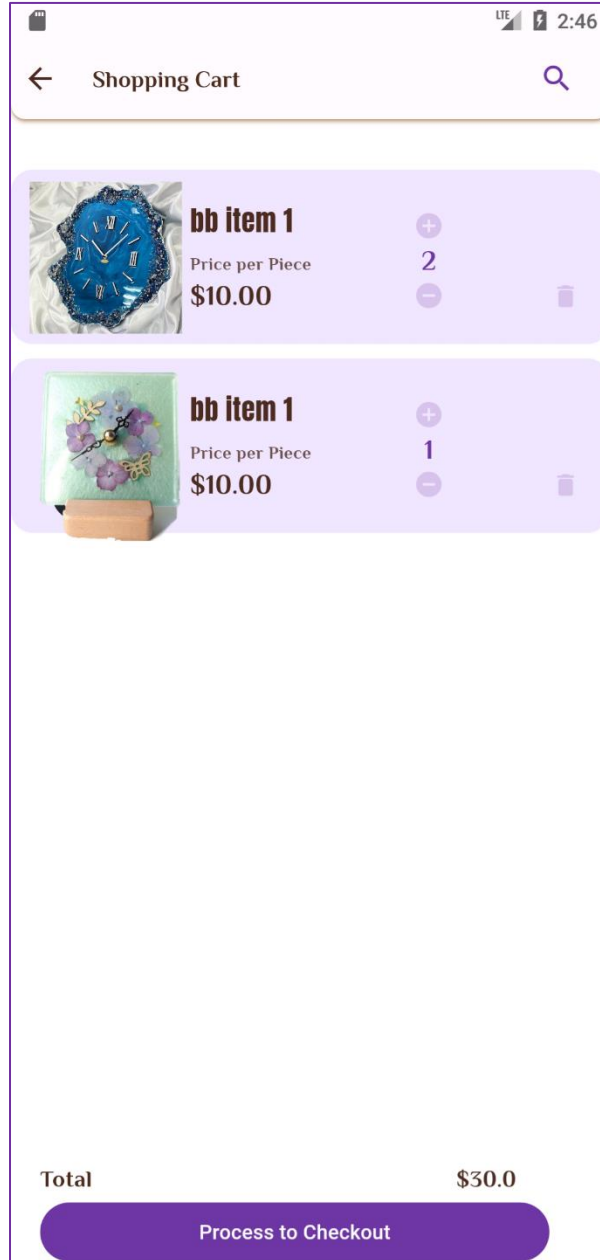 LTE 2:46
Shopping Cart
bb item 1
Price per Piece
$10.00
2
bb item 1
Price per Piece
$10.00
1
Total $30.0
Process to Checkout